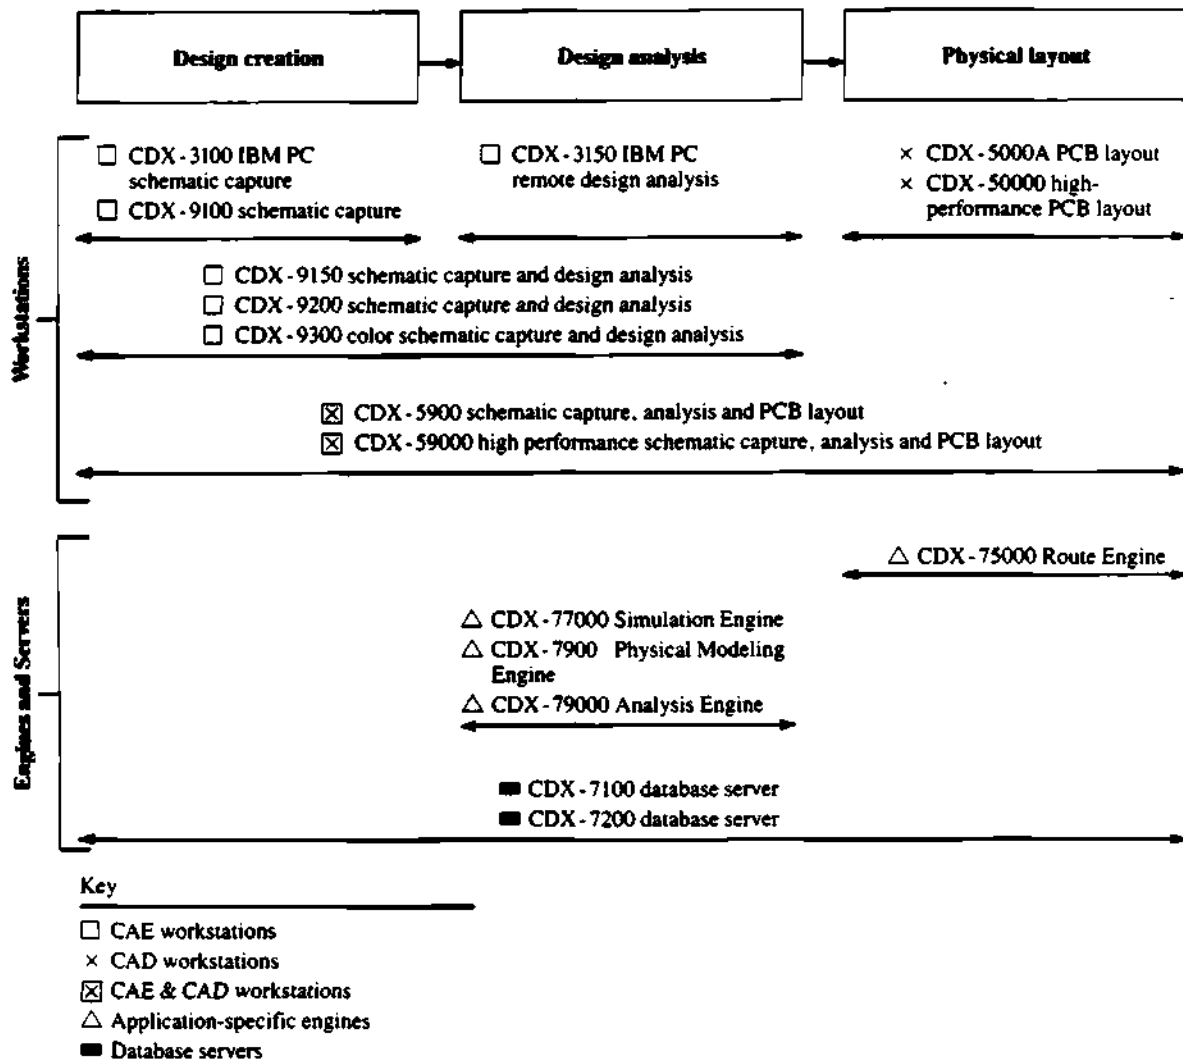 Design creation
Design analysis
Physical layout
Workstations
CDX-3100 IBM PC
schematic capture
CDX-9100 schematic capture
CDX-3150 IBM PC
remote design analysis
× CDX-5000A PCB layout
× CDX-50000 high-
performance PCB layout
CDX-9150 schematic capture and design analysis
CDX-9200 schematic capture and design analysis
CDX-9300 color schematic capture and design analysis
CDX-5900 schematic capture, analysis and PCB layout
CDX-59000 high performance schematic capture, analysis and PCB layout
Engines and Servers
CDX-75000 Route Engine
CDX-77000 Simulation Engine
CDX-7900 Physical Modeling
Engine
CDX-79000 Analysis Engine
CDX-7100 database server
CDX-7200 database server
Key
CAE workstations
× CAD workstations
CAE & CAD workstations
Application-specific engines
Database servers